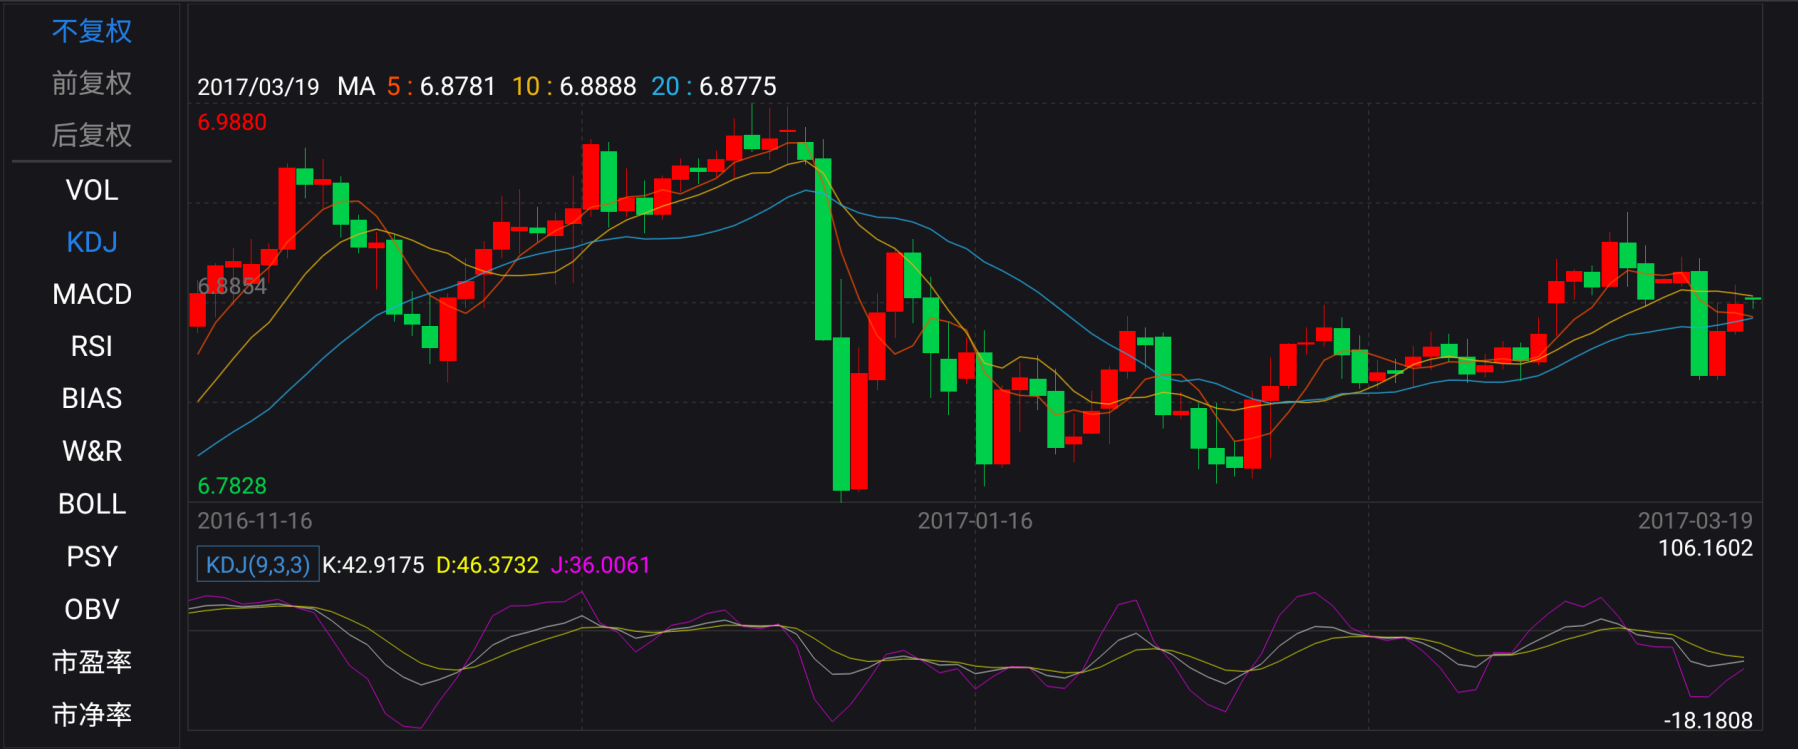 不复权
前复权
后复权
VOL
KDJ
MACD
RSI
BIAS
W&R
BOLL
PSY
OBV
市盈率
市净率
2017/03/19 MA 5 : 6.8781 10 : 6.8888 20 : 6.8775
6.9880
6.8854
6.7828
2016-11-16 2017-01-16 2017-03-19
106.1602
KDJ(9,3,3) K:42.9175 D:46.3732 J:36.0061
-18.1808